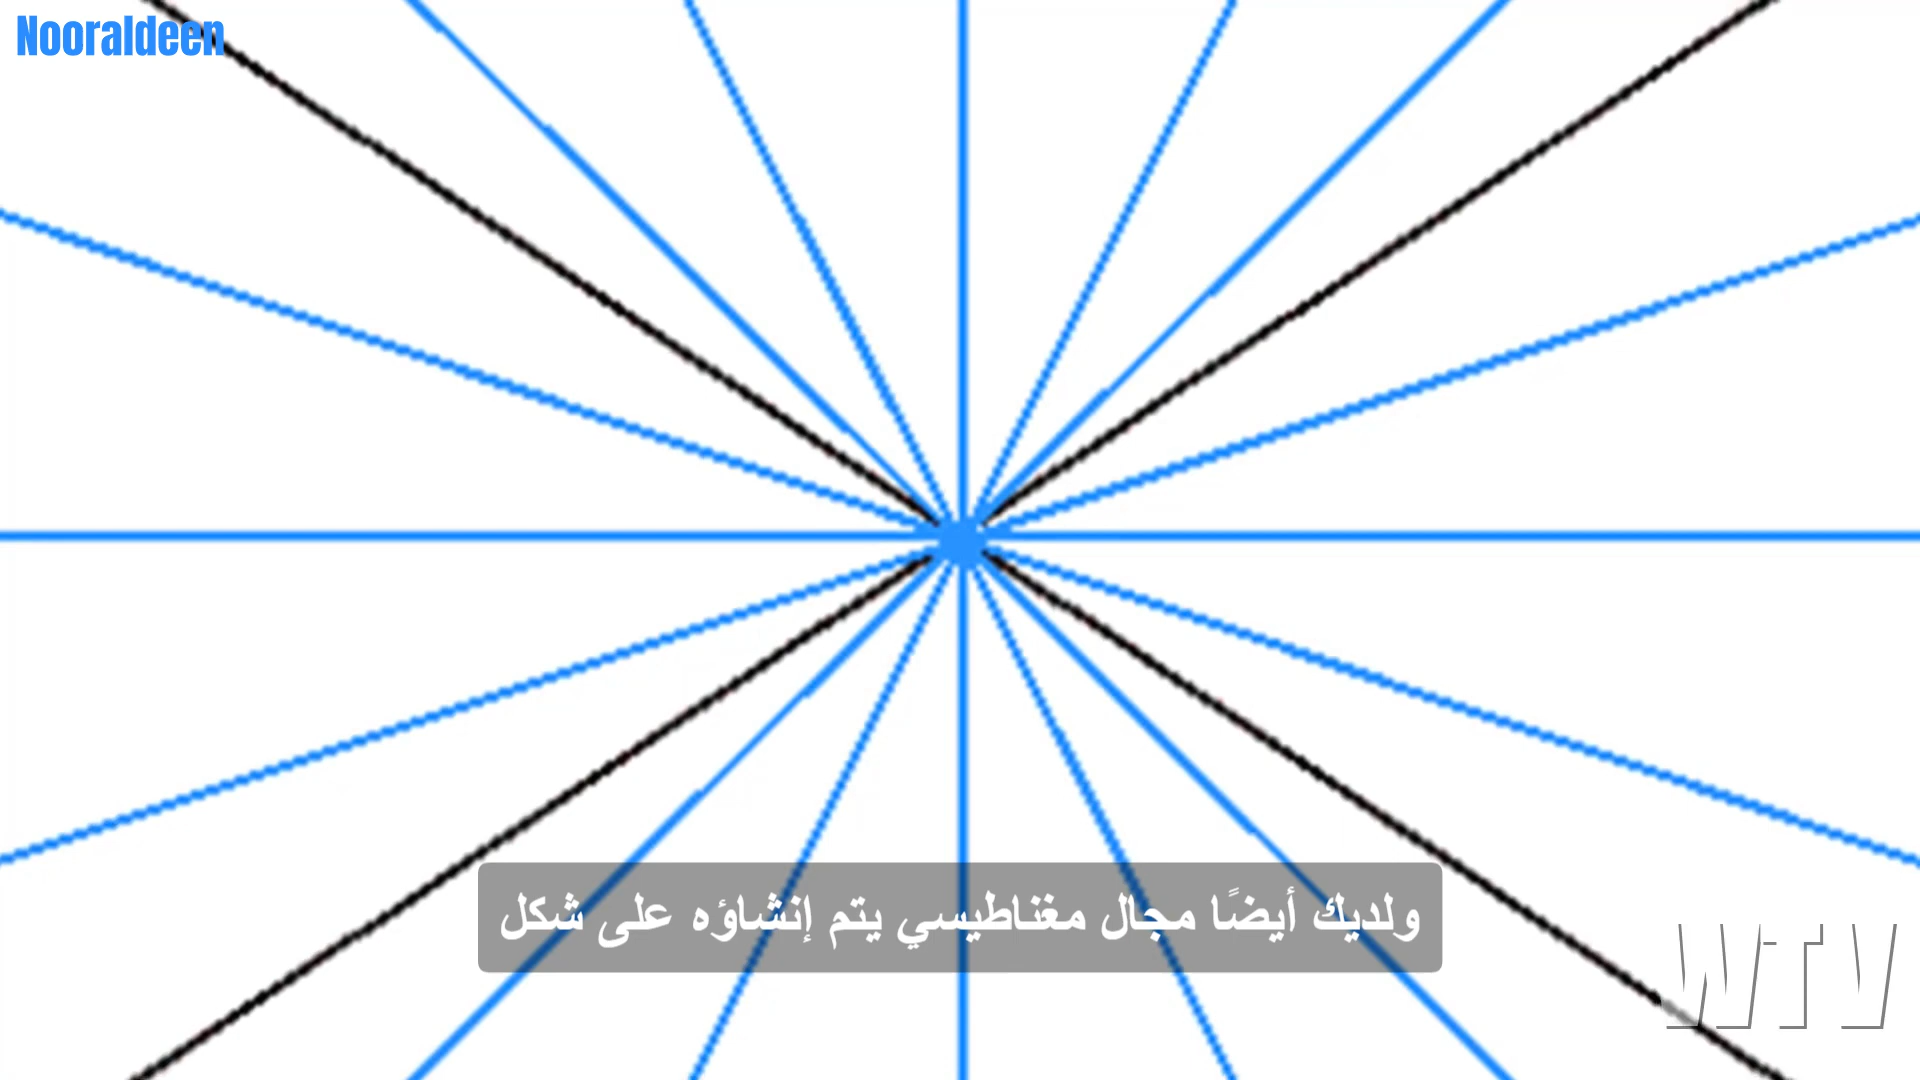 Nooraldeen
ولديك أيضًا مجال مغناطيسي يتم إنشاؤه على شكل
WTV